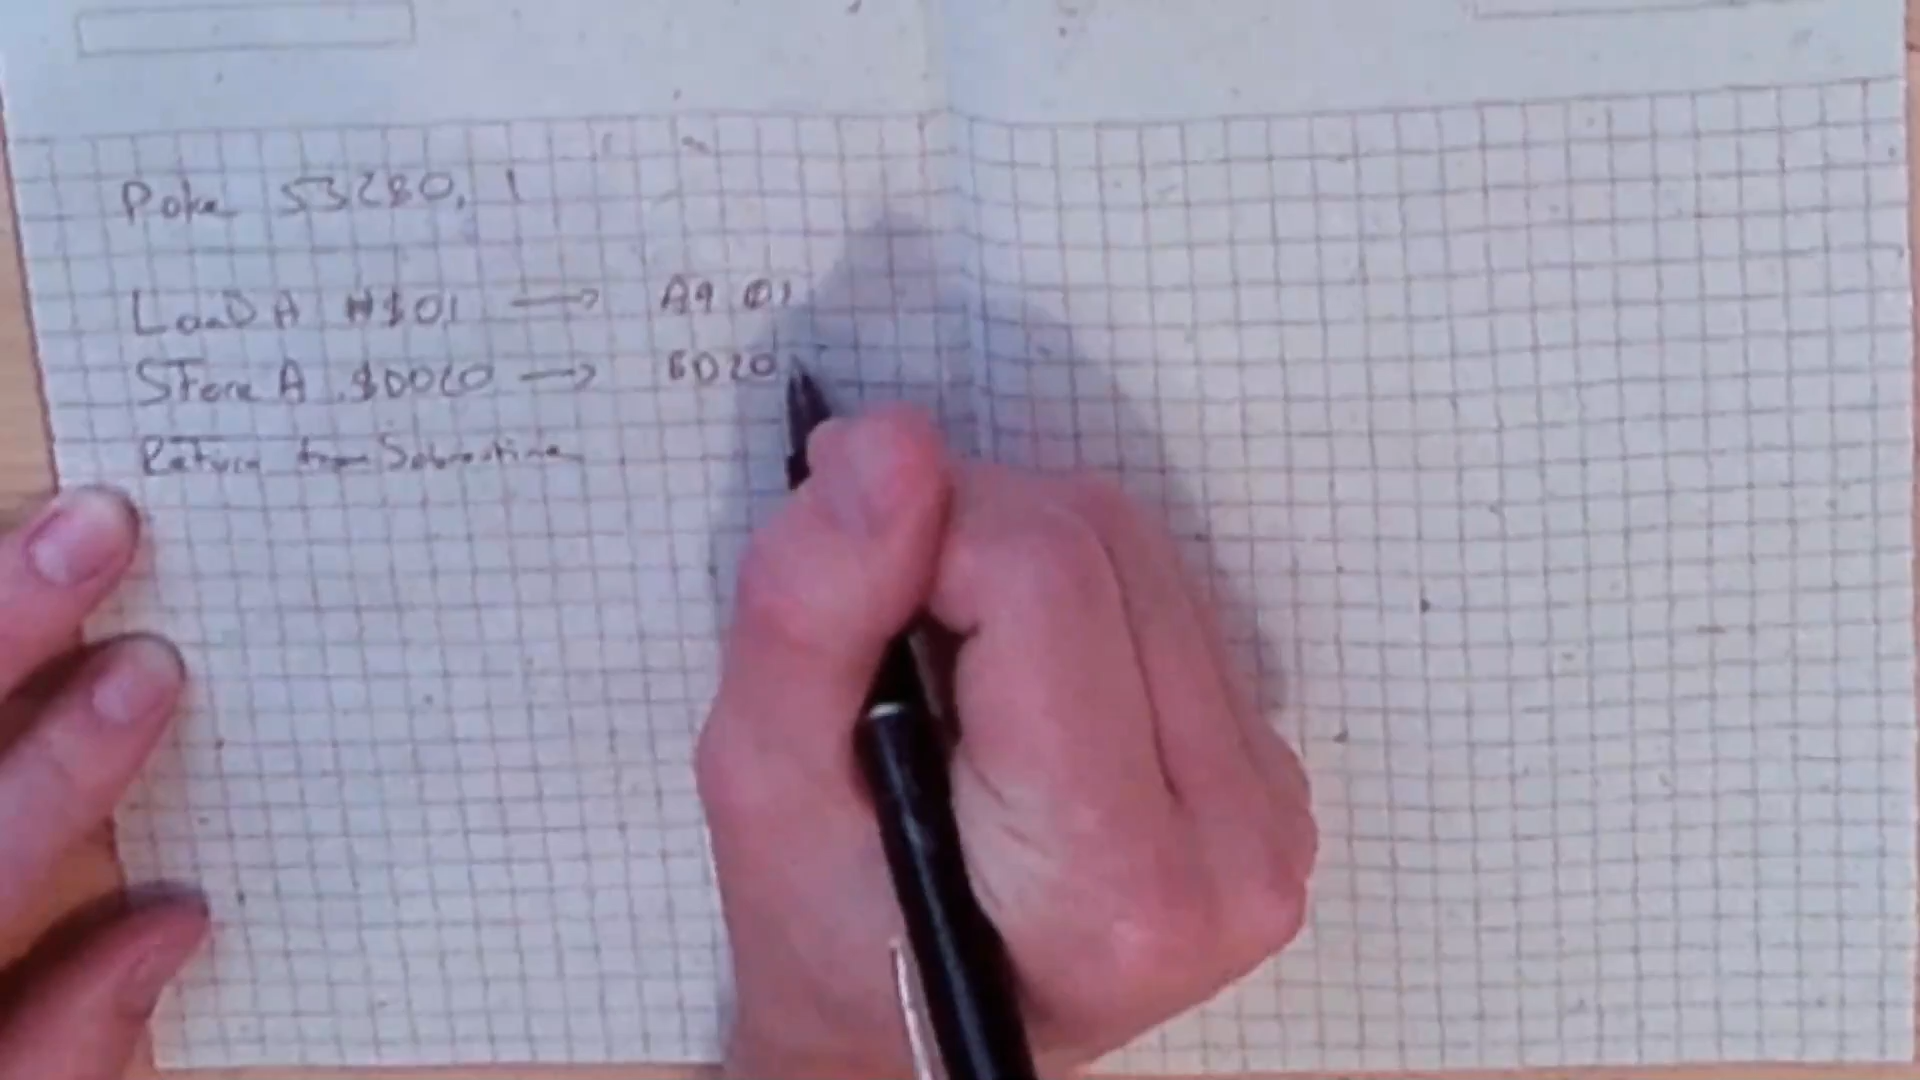 Poke 53280, 1
LoaD A #$01 → A9 01
STore A $D020 → 8D20
Return from Subroutine